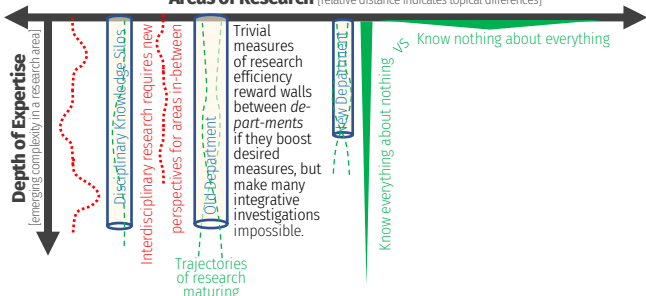 Areas of Research [relative distance indicates topical differences]
Depth of Expertise
[emerging complexity in a research area]
Disciplinary Knowledge Silos
Interdisciplinary research requires new
perspectives for areas in-between
Old Department
Trivial
measures
of research
efficiency
reward walls
between de-
part-ments
if they boost
desired
measures, but
make many
integrative
investigations
impossible.
New Department
Know everything about nothing
vs
Know nothing about everything
Trajectories
of research
maturing